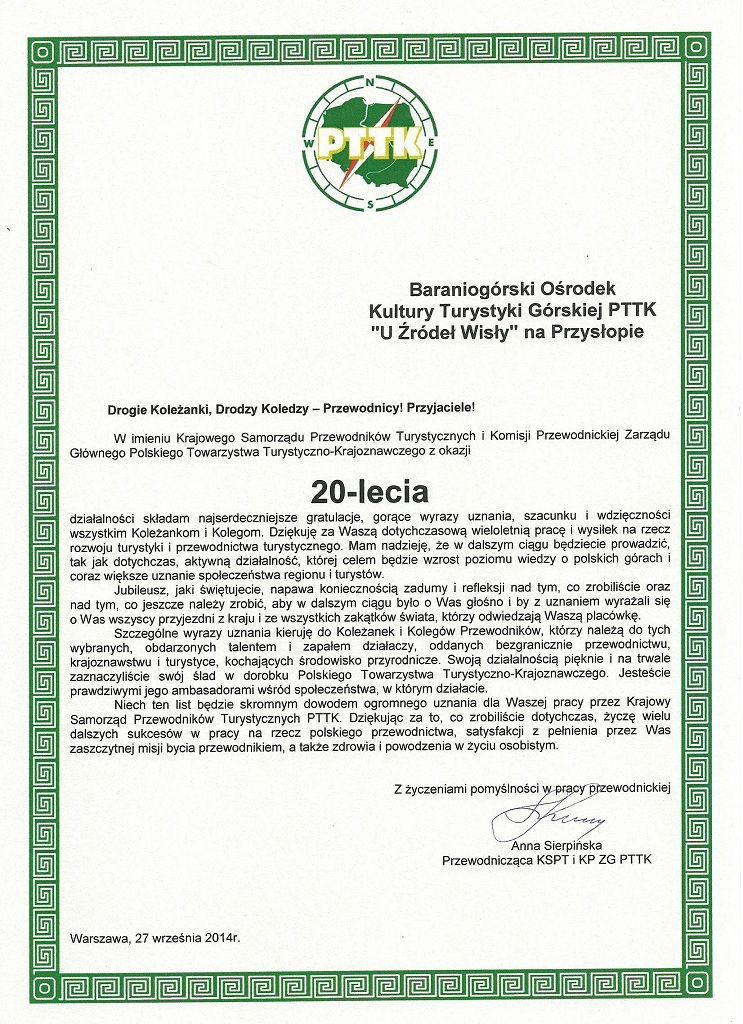 N
W PTTK E
S
Baraniogórski Ośrodek
Kultury Turystyki Górskiej PTTK
"U Źródeł Wisły" na Przysłopie
Drogie Koleżanki, Drodzy Koledzy – Przewodnicy! Przyjaciele!
W imieniu Krajowego Samorządu Przewodników Turystycznych i Komisji Przewodnickiej Zarządu
Głównego Polskiego Towarzystwa Turystyczno-Krajoznawczego z okazji
20-lecia
działalności składam najserdeczniejsze gratulacje, gorące wyrazy uznania, szacunku i wdzięczności
wszystkim Koleżankom i Kolegom. Dziękuję za Waszą dotychczasową wieloletnią pracę i wysiłek na rzecz
rozwoju turystyki i przewodnictwa turystycznego. Mam nadzieję, że w dalszym ciągu będziecie prowadzić,
tak jak dotychczas, aktywną działalność, której celem będzie wzrost poziomu wiedzy o polskich górach i
coraz większe uznanie społeczeństwa regionu i turystów.
Jubileusz, jaki świętujecie, napawa koniecznością zadumy i refleksji nad tym, co zrobiliście oraz
nad tym, co jeszcze należy zrobić, aby w dalszym ciągu było o Was głośno i by z uznaniem wyrażali się
o Was wszyscy przyjezdni z kraju i ze wszystkich zakątków świata, którzy odwiedzają Waszą placówkę.
Szczególne wyrazy uznania kieruję do Koleżanek i Kolegów Przewodników, którzy należą do tych
wybranych, obdarzonych talentem i zapałem działaczy, oddanych bezgranicznie przewodnictwu,
krajoznawstwu i turystyce, kochających środowisko przyrodnicze. Swoją działalnością pięknie i na trwale
zaznaczyliście swój ślad w dorobku Polskiego Towarzystwa Turystyczno-Krajoznawczego. Jesteście
prawdziwymi jego ambasadorami wśród społeczeństwa, w którym działacie.
Niech ten list będzie skromnym dowodem ogromnego uznania dla Waszej pracy przez Krajowy
Samorząd Przewodników Turystycznych PTTK. Dziękując za to, co zrobiliście dotychczas, życzę wielu
dalszych sukcesów w pracy na rzecz polskiego przewodnictwa, satysfakcji z pełnienia przez Was
zaszczytnej misji bycia przewodnikiem, a także zdrowia i powodzenia w życiu osobistym.
Z życzeniami pomyślności w pracy przewodnickiej
Anna Sierpińska
Przewodnicząca KSPT i KP ZG PTTK
Warszawa, 27 września 2014r.